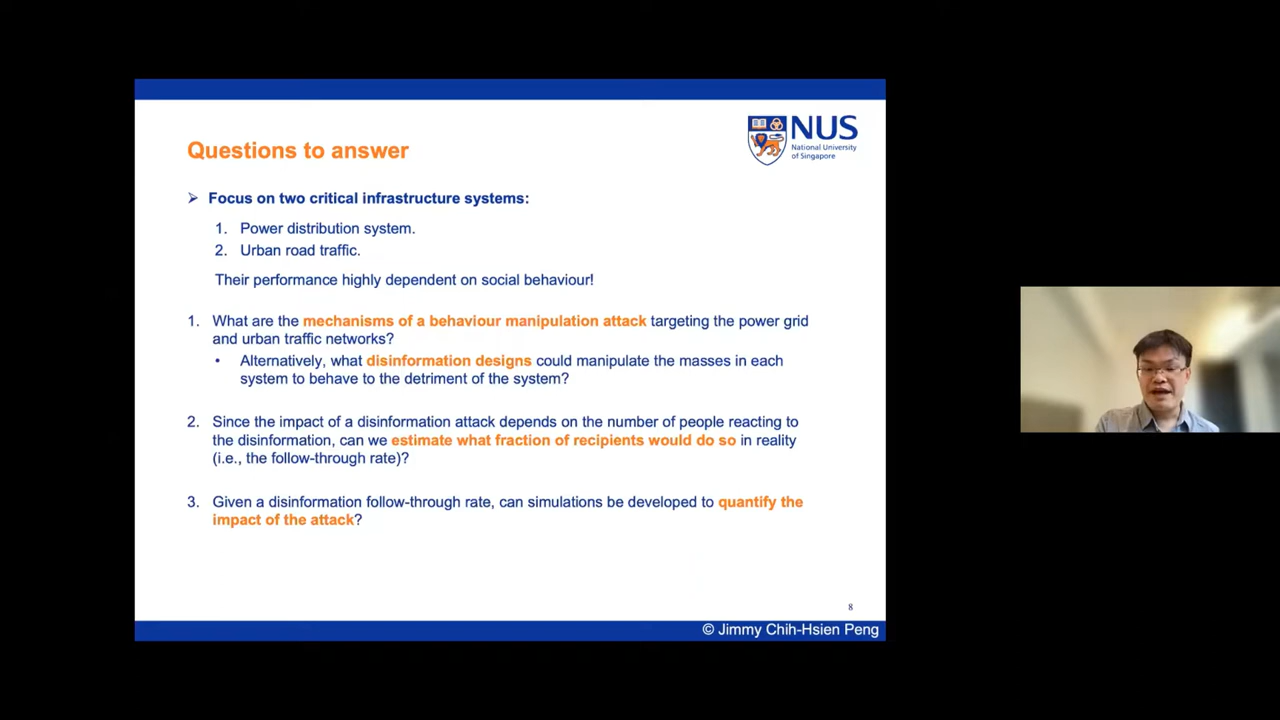 NUS
National University
of Singapore
Questions to answer
➢ Focus on two critical infrastructure systems:
1. Power distribution system.
2. Urban road traffic.
Their performance highly dependent on social behaviour!
1. What are the mechanisms of a behaviour manipulation attack targeting the power grid
and urban traffic networks?
• Alternatively, what disinformation designs could manipulate the masses in each
system to behave to the detriment of the system?
2. Since the impact of a disinformation attack depends on the number of people reacting to
the disinformation, can we estimate what fraction of recipients would do so in reality
(i.e., the follow-through rate)?
3. Given a disinformation follow-through rate, can simulations be developed to quantify the
impact of the attack?
8
© Jimmy Chih-Hsien Peng